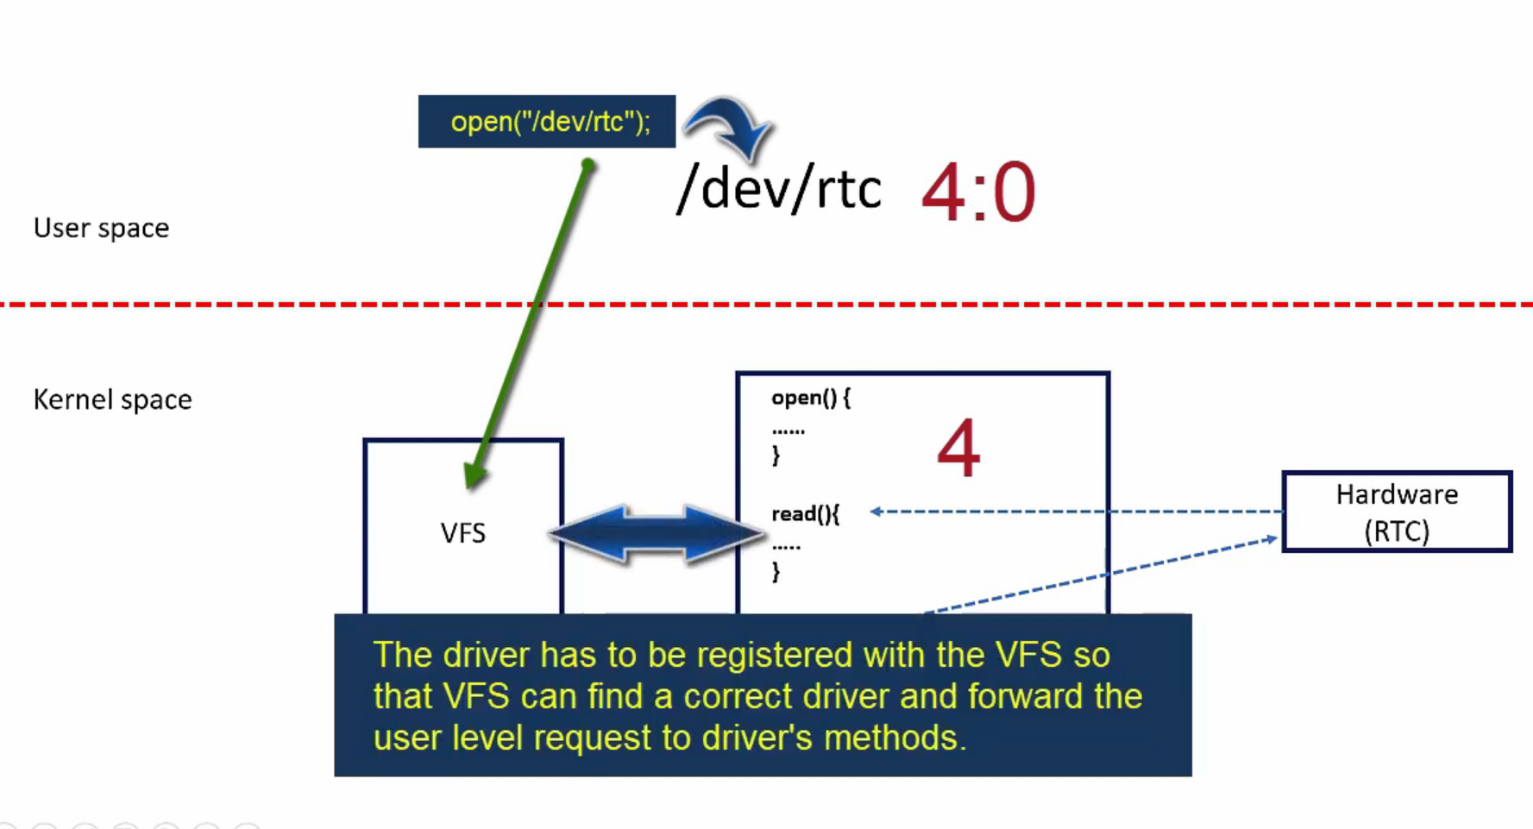 open("/dev/rtc");
/dev/rtc 4:0
User space
Kernel space
open() {
......
}
4
read(){
.....
}
VFS
Hardware
(RTC)
The driver has to be registered with the VFS so
that VFS can find a correct driver and forward the
user level request to driver's methods.